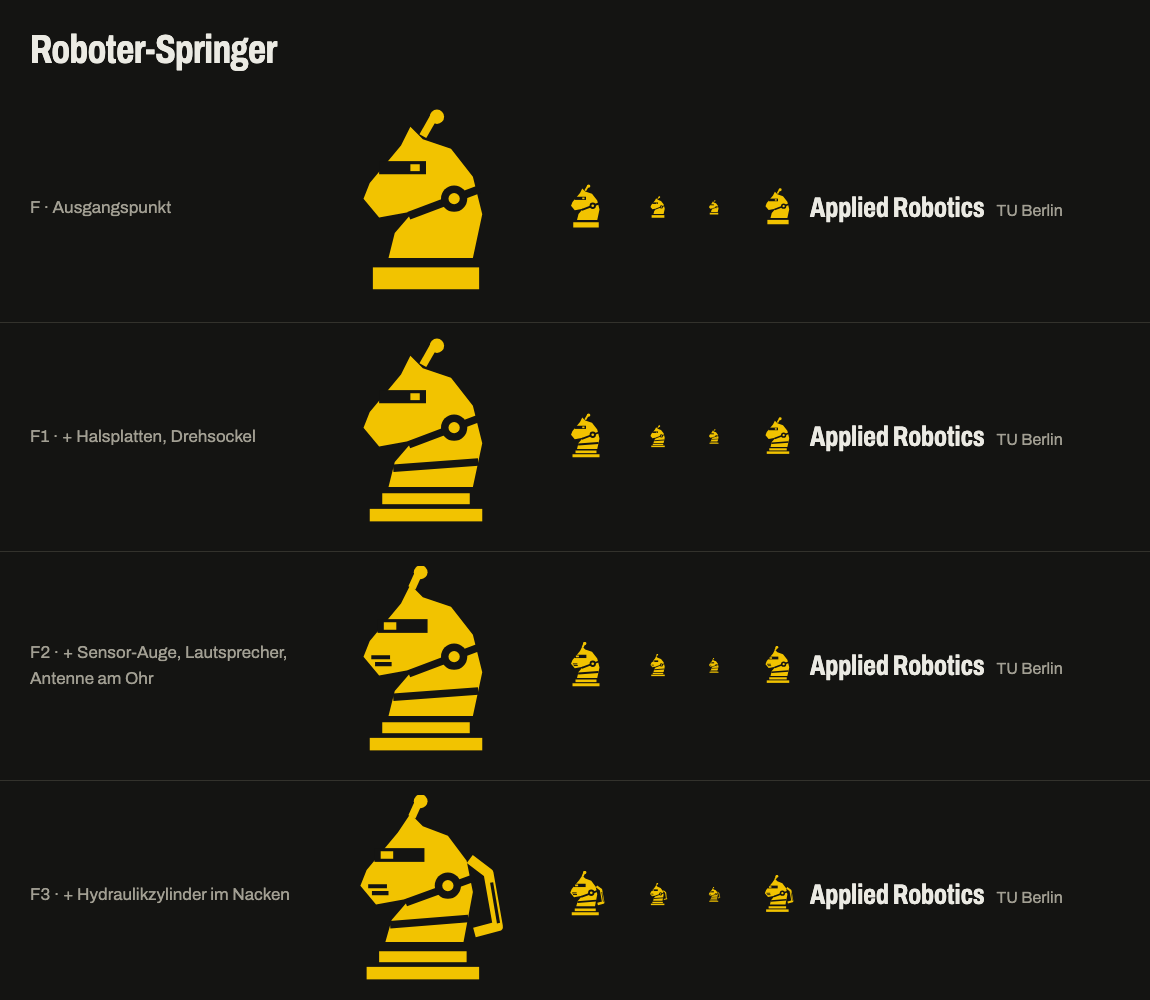 Roboter-Springer
F · Ausgangspunkt
Applied Robotics TU Berlin
F1 · + Halsplatten, Drehsockel
Applied Robotics TU Berlin
F2 · + Sensor-Auge, Lautsprecher,
Antenne am Ohr
Applied Robotics TU Berlin
F3 · + Hydraulikzylinder im Nacken
Applied Robotics TU Berlin